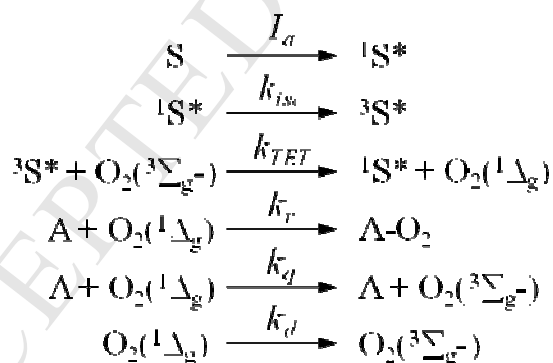 S I_a → ¹S*
¹S* k_isc → ³S*
³S* + O₂(³Σg-) k_TET → ¹S* + O₂(¹Δg)
A + O₂(¹Δg) k_r → A-O₂
A + O₂(¹Δg) k_q → A + O₂(³Σg-)
O₂(¹Δg) k_d → O₂(³Σg-)